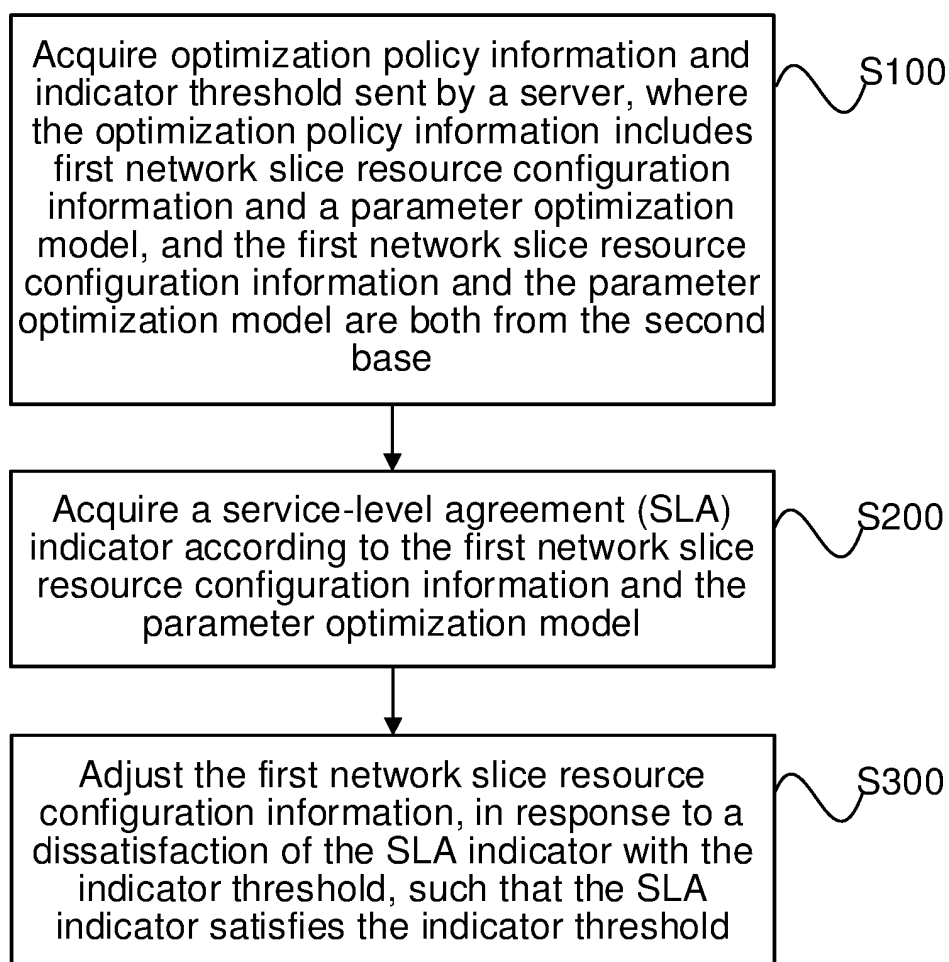 Acquire optimization policy information and
indicator threshold sent by a server, where
the optimization policy information includes
first network slice resource configuration
information and a parameter optimization
model, and the first network slice resource
configuration information and the parameter
optimization model are both from the second
base
S100
Acquire a service-level agreement (SLA)
indicator according to the first network slice
resource configuration information and the
parameter optimization model
S200
Adjust the first network slice resource
configuration information, in response to a
dissatisfaction of the SLA indicator with the
indicator threshold, such that the SLA
indicator satisfies the indicator threshold
S300